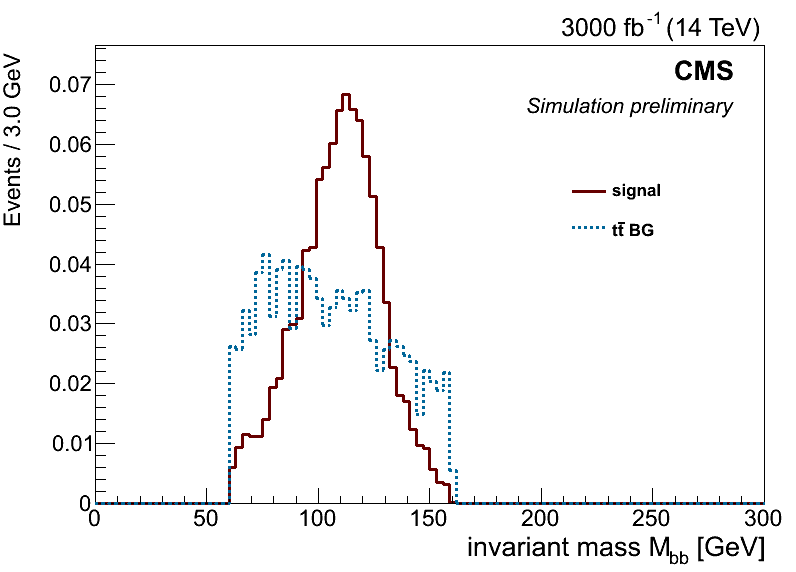 3000 fb-1 (14 TeV)
CMS
Simulation preliminary
signal
tt̄ BG
Events / 3.0 GeV
0.07
0.06
0.05
0.04
0.03
0.02
0.01
0
0 50 100 150 200 250 300
invariant mass Mbb [GeV]